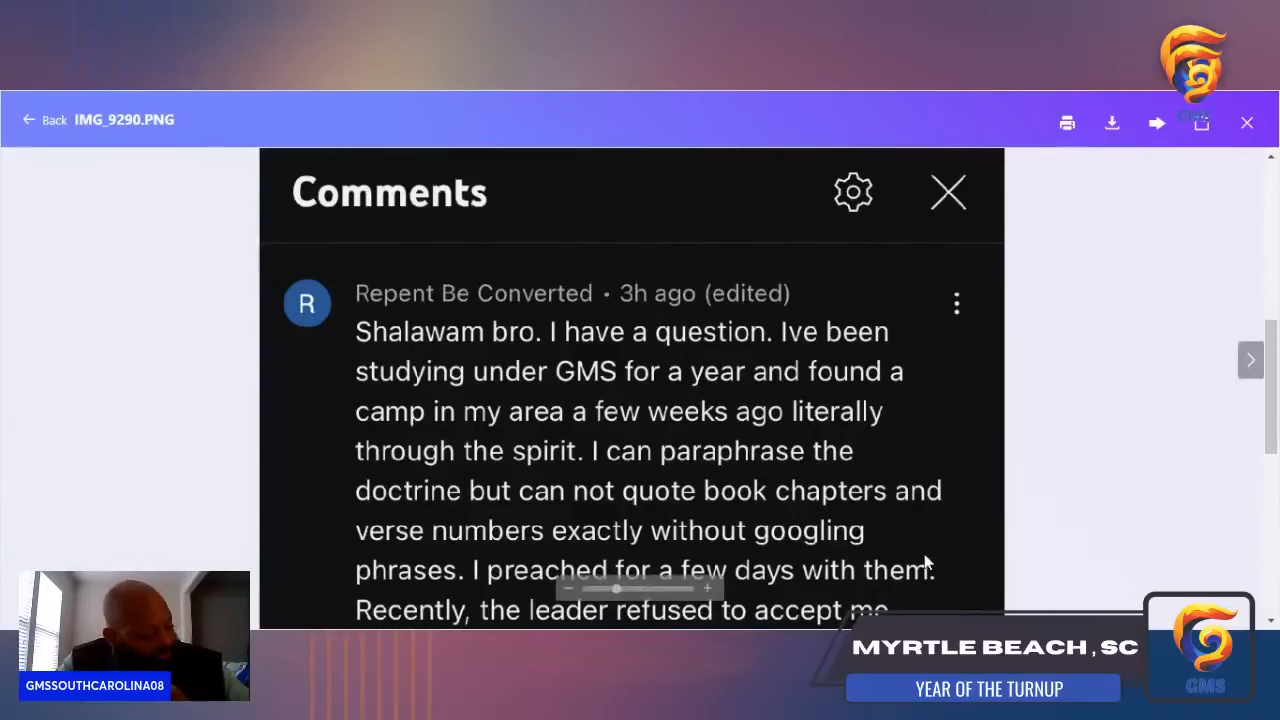 GMS
Back IMG_9290.PNG
Comments
R
Repent Be Converted • 3h ago (edited)
Shalawam bro. I have a question. Ive been
studying under GMS for a year and found a
camp in my area a few weeks ago literally
through the spirit. I can paraphrase the
doctrine but can not quote book chapters and
verse numbers exactly without googling
phrases. I preached for a few days with them.
Recently, the leader refused to accept me
GMSSOUTHCAROLINA08
MYRTLE BEACH , SC
YEAR OF THE TURNUP
GMS